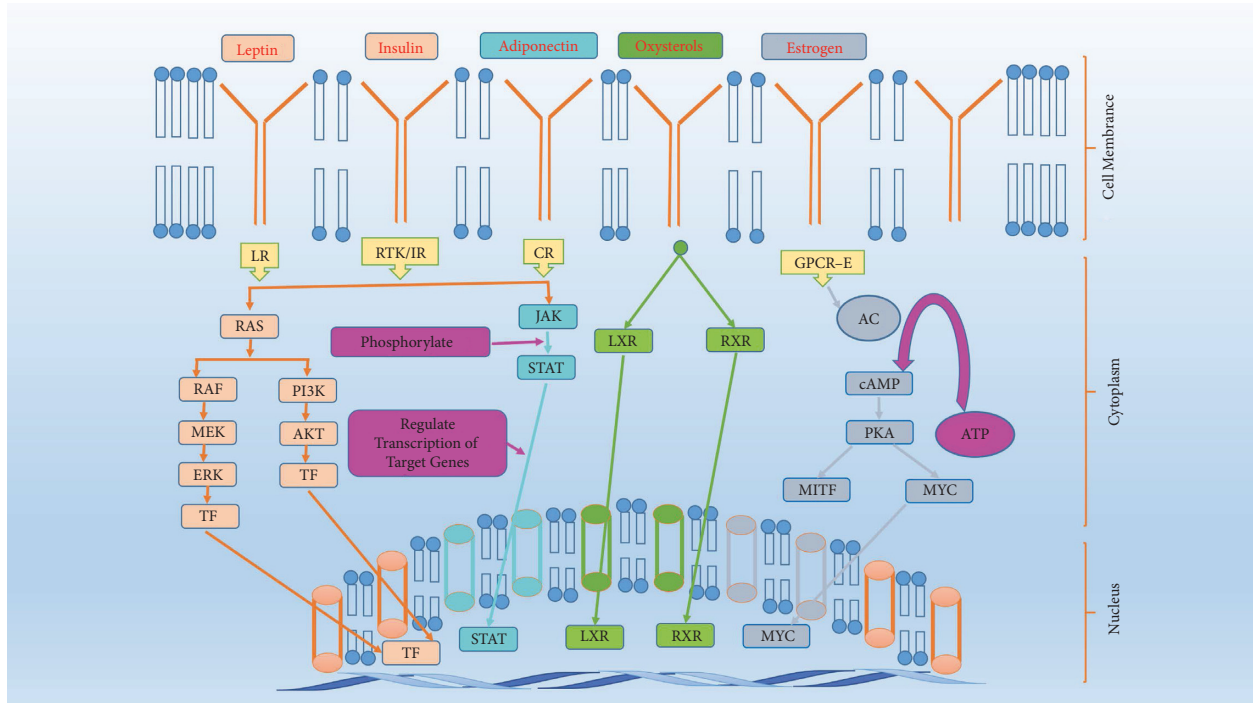 Leptin
Insulin
Adiponectin
Oxysterols
Estrogen
Cell Membrance
LR
RTK/IR
CR
GPCR–E
RAS
JAK
AC
Phosphorylate
LXR
RXR
STAT
RAF
PI3K
cAMP
MEK
AKT
Regulate
Transcription of
Target Genes
PKA
ATP
Cytoplasm
ERK
TF
MITF
MYC
TF
STAT
LXR
RXR
MYC
TF
Nucleus